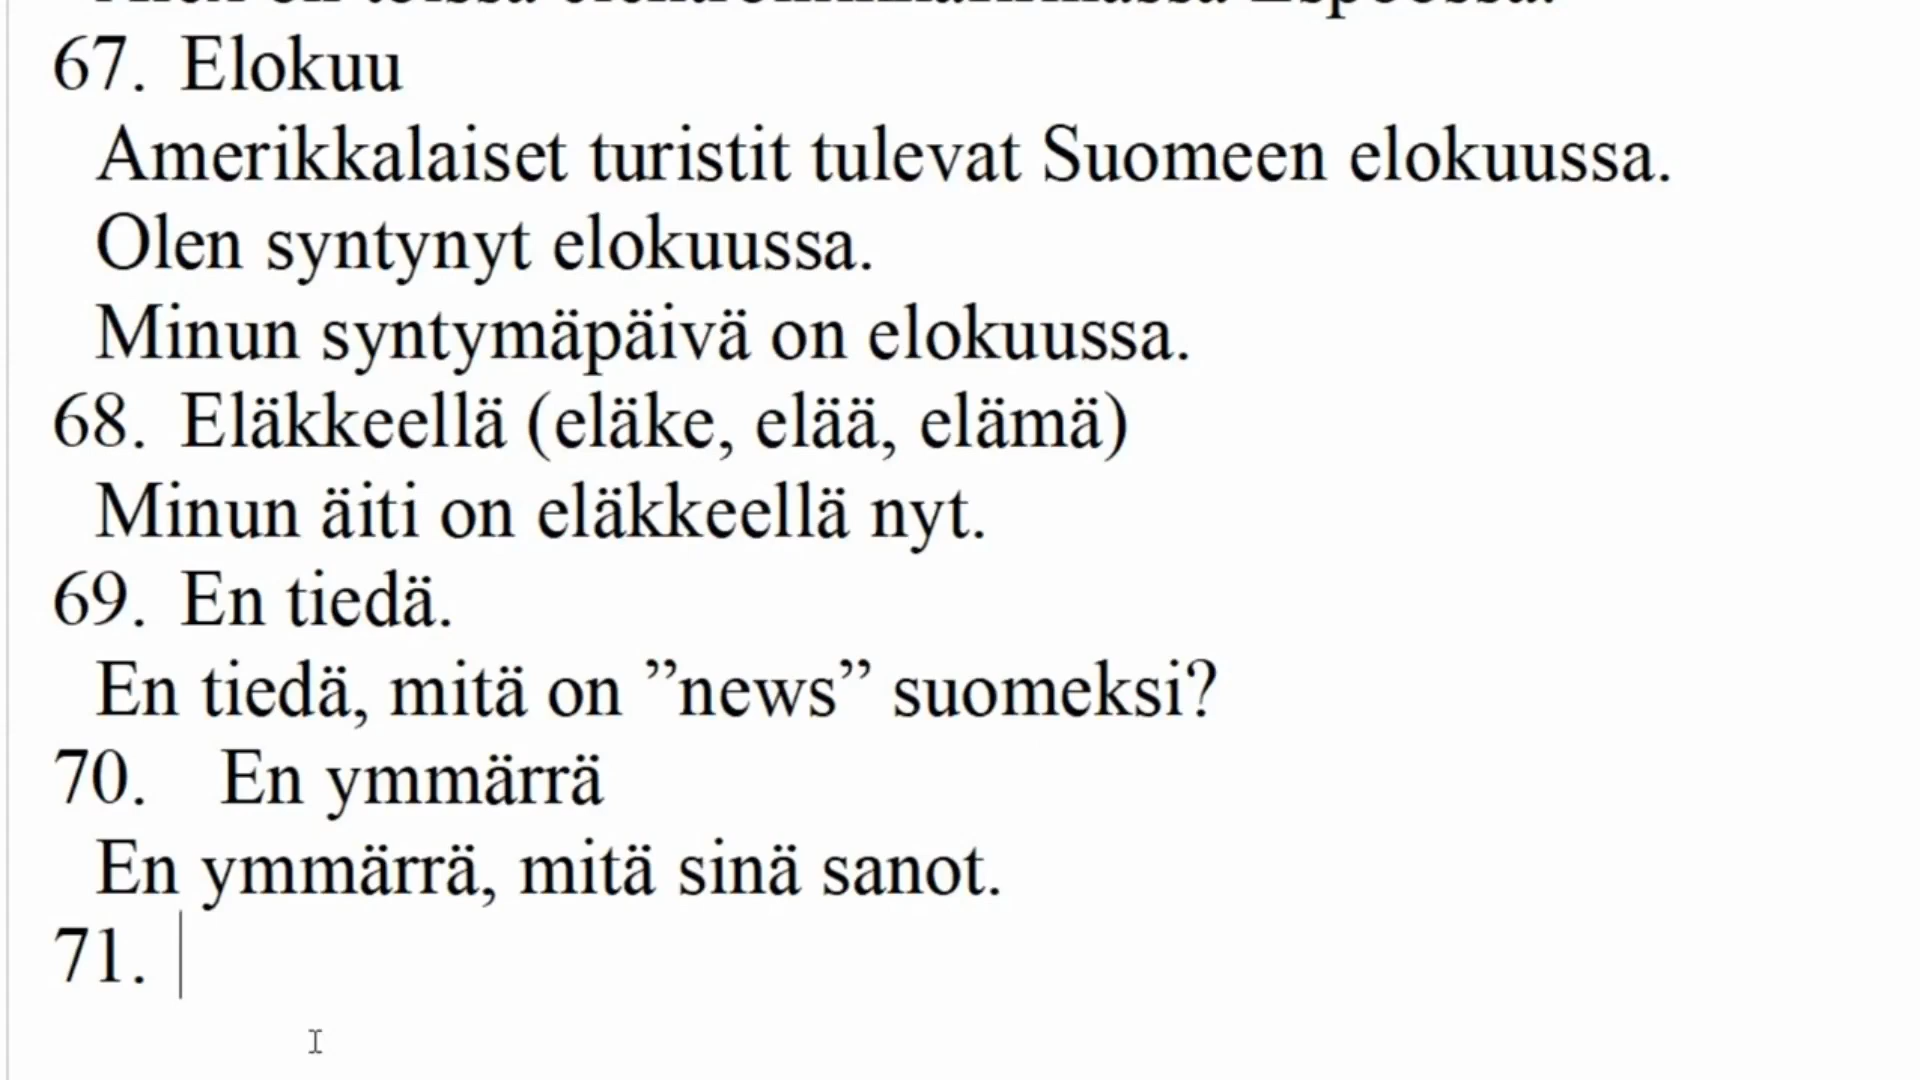 67. Elokuu
Amerikkalaiset turistit tulevat Suomeen elokuussa.
Olen syntynyt elokuussa.
Minun syntymäpäivä on elokuussa.
68. Eläkkeellä (eläke, elää, elämä)
Minun äiti on eläkkeellä nyt.
69. En tiedä.
En tiedä, mitä on ”news” suomeksi?
70. En ymmärrä
En ymmärrä, mitä sinä sanot.
71.